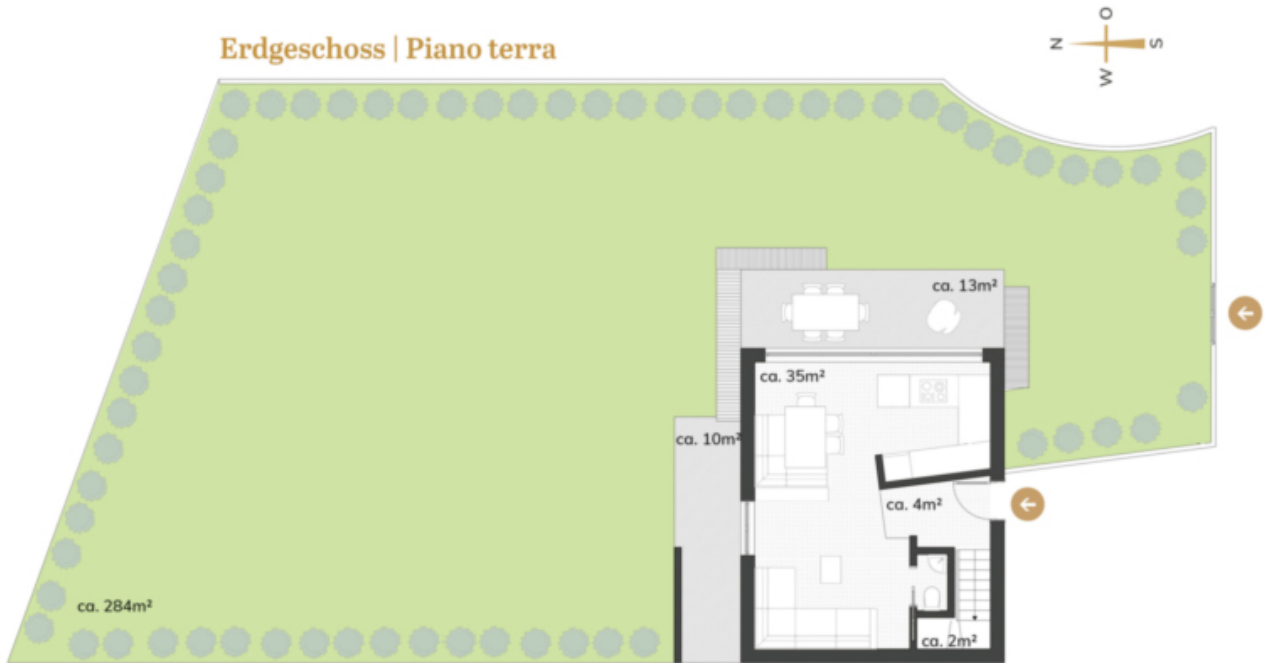 O
N S
W
Erdgeschoss | Piano terra
ca. 13m²
ca. 35m²
ca. 10m²
ca. 4m²
ca. 284m²
ca. 2m²